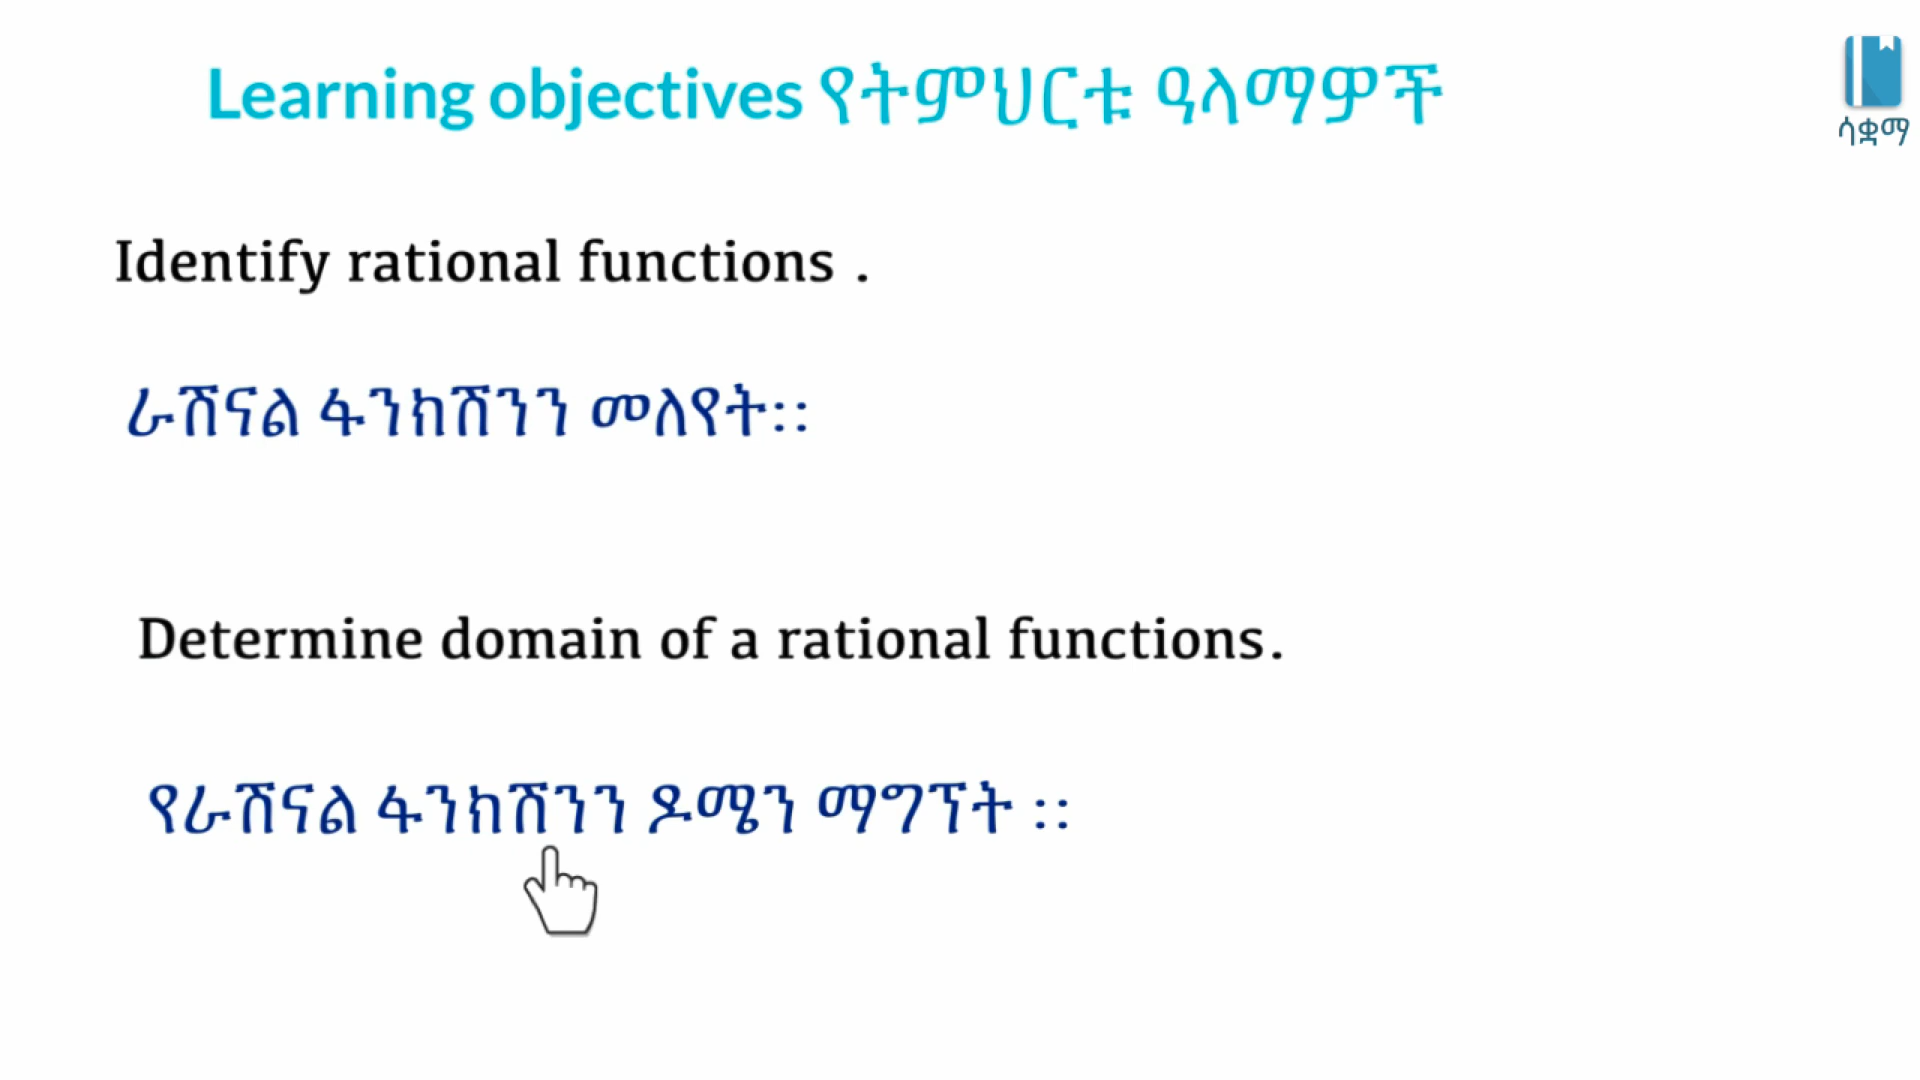 Learning objectives የትምህርቱ ዓላማዎች
ሳቋማ
Identify rational functions .
ራሽናል ፋንክሽንን መለየት::
Determine domain of a rational functions.
የራሽናል ፋንክሽንን ዶሜን ማግኘት ::